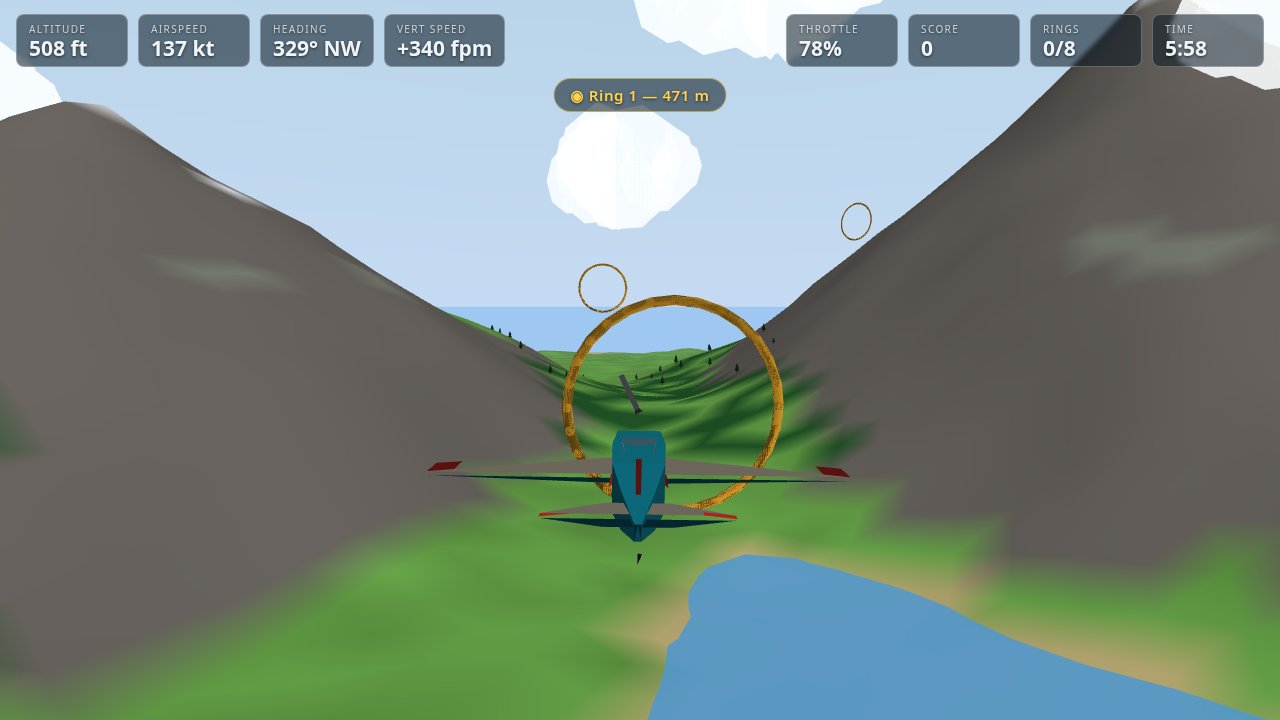 ALTITUDE
508 ft
AIRSPEED
137 kt
HEADING
329° NW
VERT SPEED
+340 fpm
THROTTLE
78%
SCORE
0
RINGS
0/8
TIME
5:58
◉ Ring 1 — 471 m